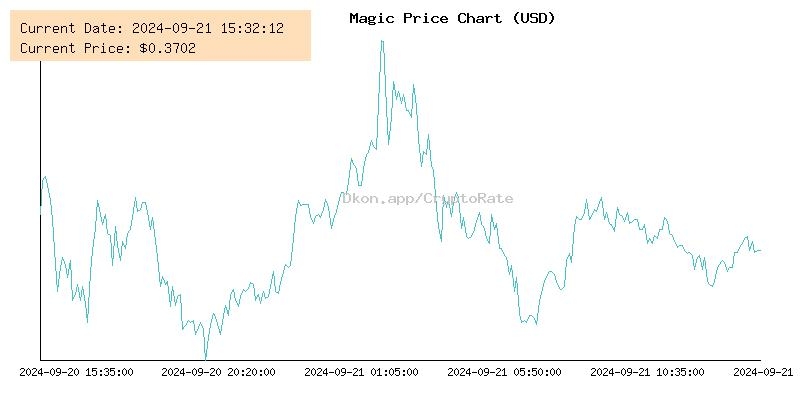 Magic Price Chart (USD)
Current Date: 2024-09-21 15:32:12
Current Price: $0.3702
Dkon.app/CryptoRate
2024-09-20 15:35:00 2024-09-20 20:20:00 2024-09-21 01:05:00 2024-09-21 05:50:00 2024-09-21 10:35:00 2024-09-21